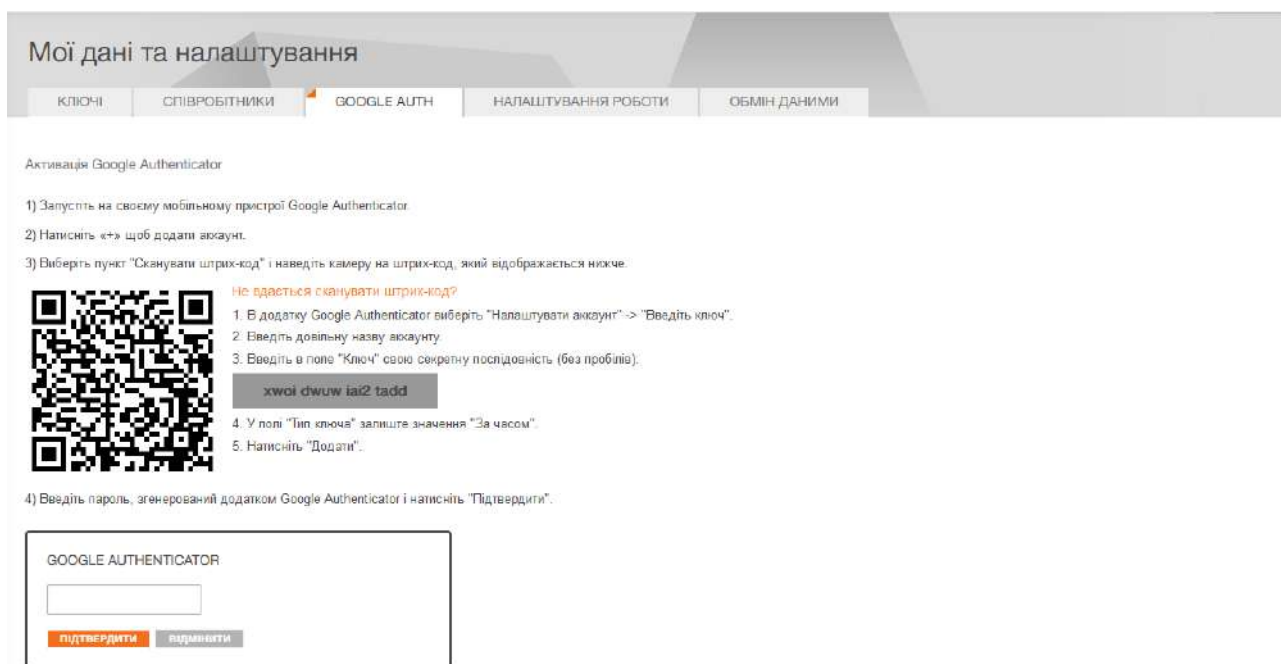 Мої дані та налаштування
КЛЮЧІ СПІВРОБІТНИКИ GOOGLE AUTH НАЛАШТУВАННЯ РОБОТИ ОБМІН ДАНИМИ
Активація Google Authenticator
1) Запустіть на своєму мобільному пристрої Google Authenticator.
2) Натисніть «+» щоб додати аккаунт.
3) Виберіть пункт "Сканувати штрих-код" і наведіть камеру на штрих-код, який відображається нижче.
Не вдається сканувати штрих-код?
1. В додатку Google Authenticator виберіть "Налаштувати аккаунт" -> "Введіть ключ".
2. Введіть довільну назву аккаунту.
3. Введіть в поле "Ключ" свою секретну послідовність (без пробілів):
xwoi dwuw iai2 tadd
4. У полі "Тип ключа" залиште значення "За часом".
5. Натисніть "Додати".
4) Введіть пароль, згенерований додатком Google Authenticator і натисніть "Підтвердити".
GOOGLE AUTHENTICATOR
ПІДТВЕРДИТИ ВІДМІНИТИ